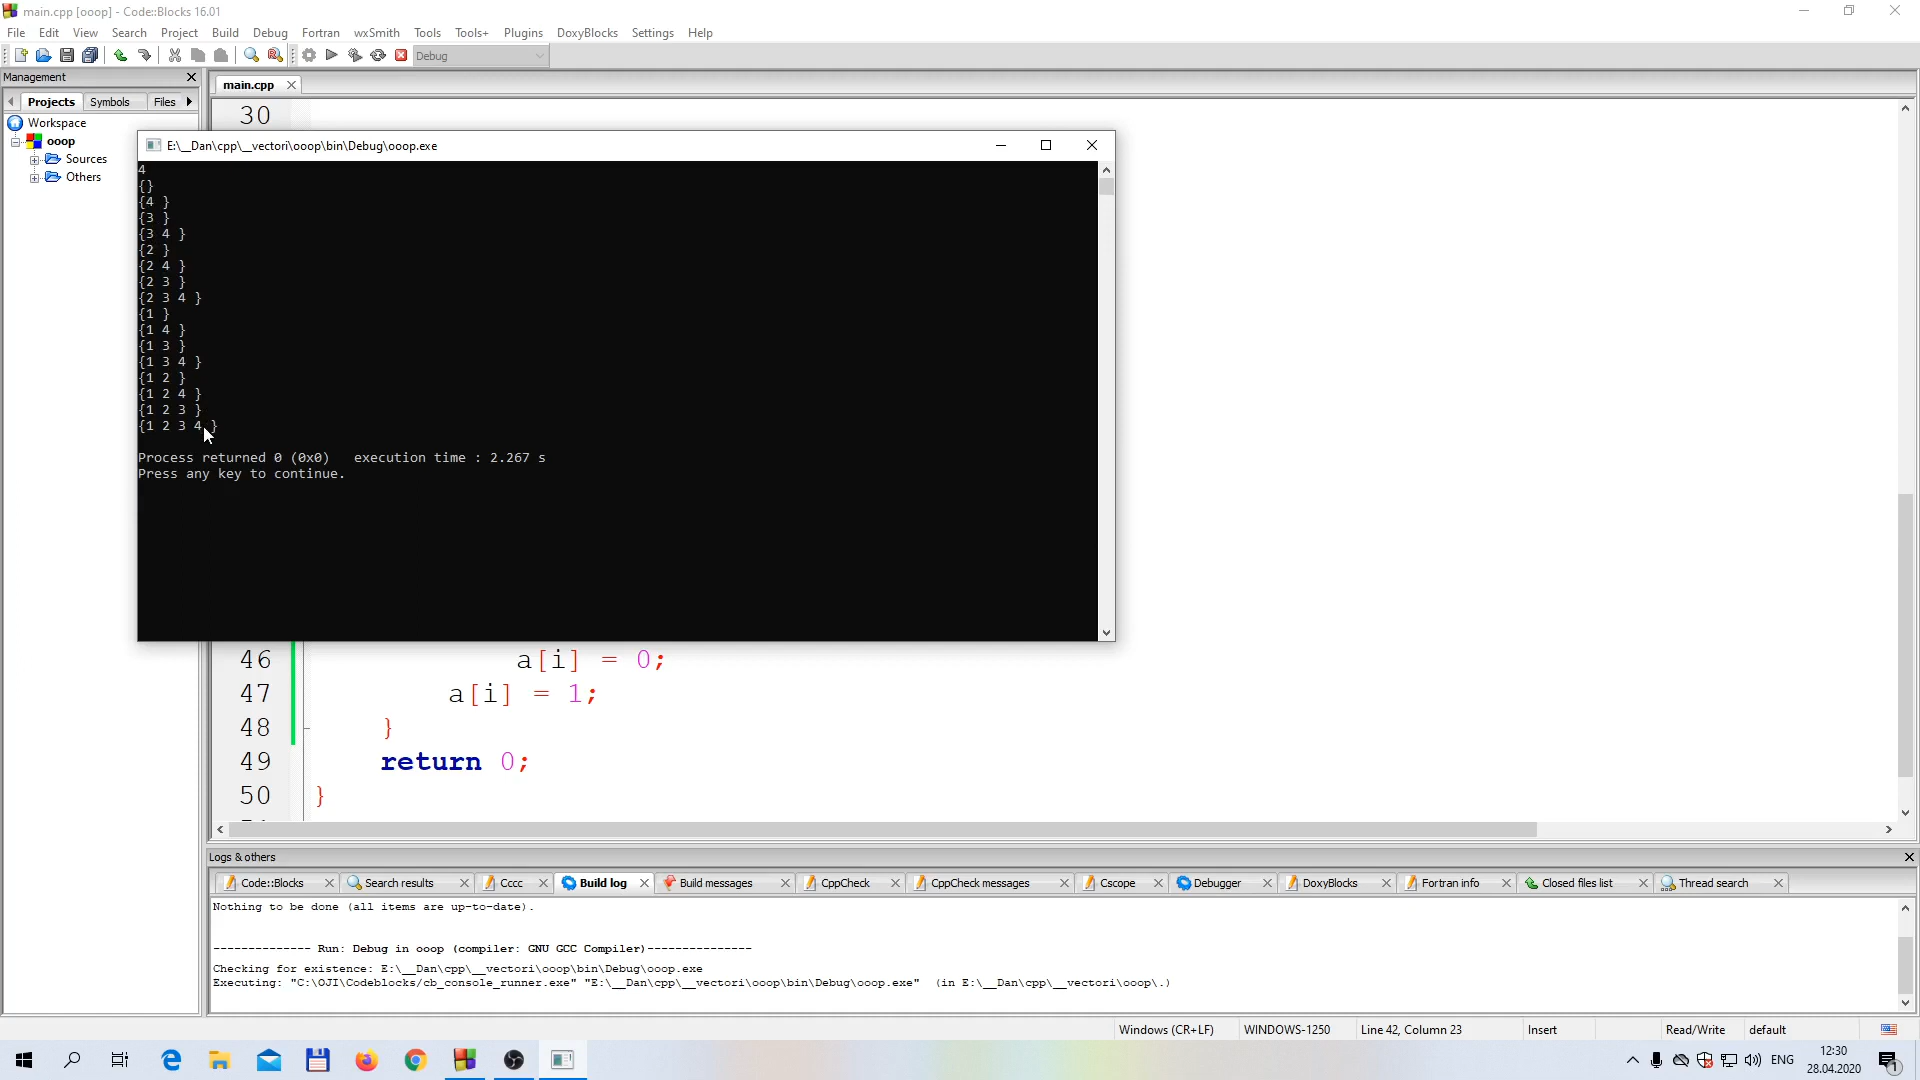 main.cpp [ooop] - Code::Blocks 16.01
File Edit View Search Project Build Debug Fortran wxSmith Tools Tools+ Plugins DoxyBlocks Settings Help
Debug
Management
main.cpp
Projects Symbols Files
Workspace
ooop
Sources
Others
30
E:\__Dan\cpp\__vectori\ooop\bin\Debug\ooop.exe
4
{}
{4 }
{3 }
{3 4 }
{2 }
{2 4 }
{2 3 }
{2 3 4 }
{1 }
{1 4 }
{1 3 }
{1 3 4 }
{1 2 }
{1 2 4 }
{1 2 3 }
{1 2 3 4 }
Process returned 0 (0x0)   execution time : 2.267 s
Press any key to continue.
46 a[i] = 0;
47 a[i] = 1;
48 }
49 return 0;
50 }
Logs & others
Code::Blocks Search results Cccc Build log Build messages CppCheck CppCheck messages Cscope Debugger DoxyBlocks Fortran info Closed files list Thread search
Nothing to be done (all items are up-to-date).
-------------- Run: Debug in ooop (compiler: GNU GCC Compiler)---------------
Checking for existence: E:\__Dan\cpp\__vectori\ooop\bin\Debug\ooop.exe
Executing: "C:\OJI\Codeblocks/cb_console_runner.exe" "E:\__Dan\cpp\__vectori\ooop\bin\Debug\ooop.exe"  (in E:\__Dan\cpp\__vectori\ooop\.)
Windows (CR+LF) WINDOWS-1250 Line 42, Column 23 Insert Read/Write default
ENG
12:30
28.04.2020
1